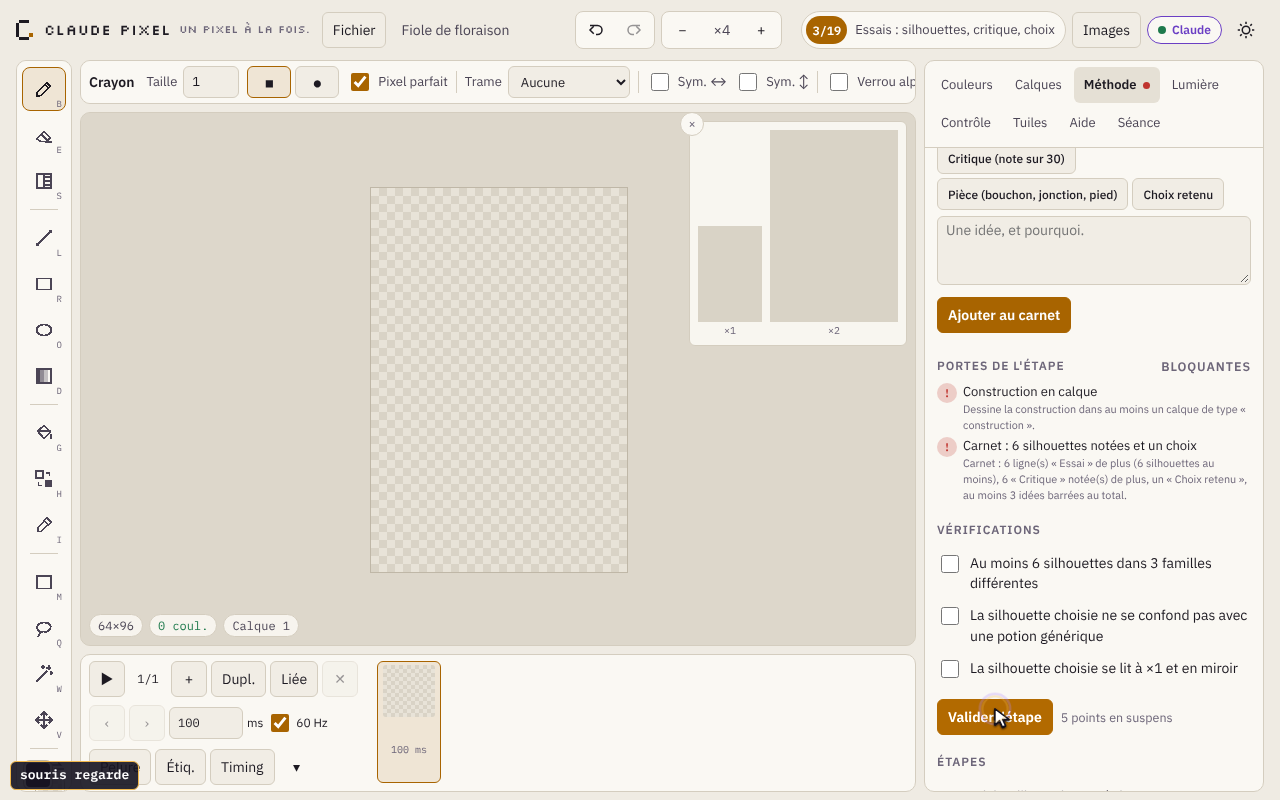 CLAUDE PIXEL UN PIXEL À LA FOIS.
Fichier
Fiole de floraison
− ×4 +
3/19 Essais : silhouettes, critique, choix
Images
Claude
Crayon Taille 1
Pixel parfait
Trame Aucune
Sym. ↔ Sym. ↕
Verrou alp
B
E
S
L
R
O
D
G
H
I
M
Q
W
V
×
×1 ×2
64×96 0 coul. Calque 1
1/1 + Dupl. Liée ✕
‹ › 100 ms 60 Hz
Étiq. Timing ▼
100 ms
souris regarde
Couleurs Calques Méthode Lumière
Contrôle Tuiles Aide Séance
Critique (note sur 30)
Pièce (bouchon, jonction, pied) Choix retenu
Une idée, et pourquoi.
Ajouter au carnet
PORTES DE L'ÉTAPE BLOQUANTES
! Construction en calque
Dessine la construction dans au moins un calque de type «
construction ».
! Carnet : 6 silhouettes notées et un choix
Carnet : 6 ligne(s) « Essai » de plus (6 silhouettes au
moins), 6 « Critique » notée(s) de plus, un « Choix retenu »,
au moins 3 idées barrées au total.
VÉRIFICATIONS
Au moins 6 silhouettes dans 3 familles
différentes
La silhouette choisie ne se confond pas avec
une potion générique
La silhouette choisie se lit à ×1 et en miroir
Valider l'étape 5 points en suspens
ÉTAPES